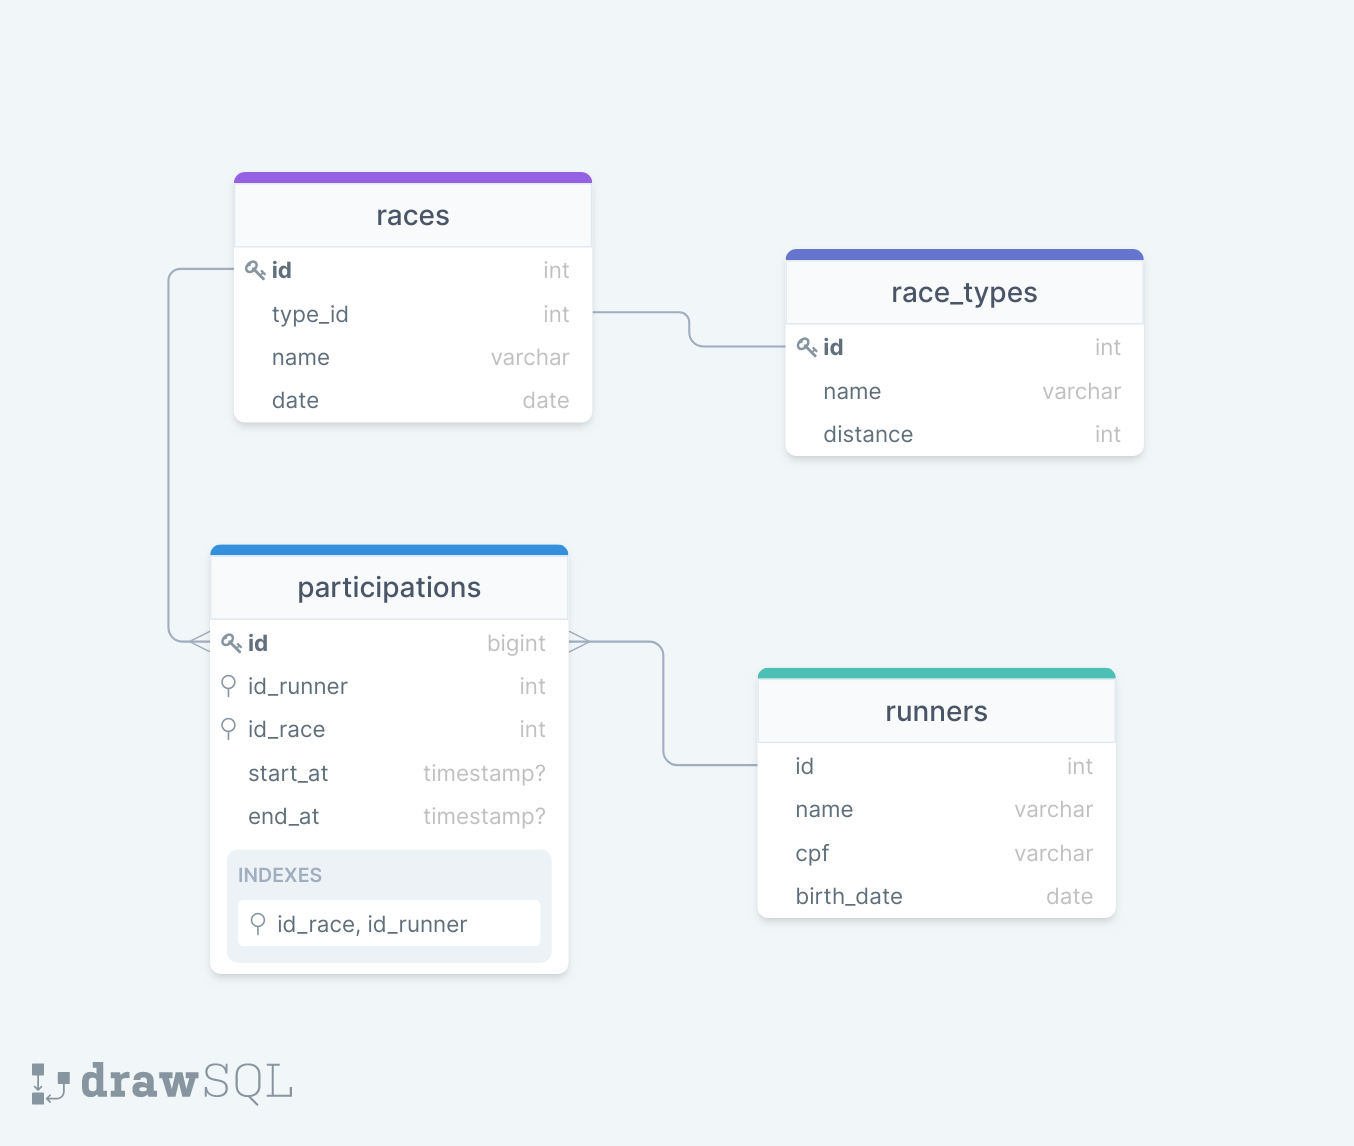 races
id int
type_id int
name varchar
date date
race_types
id int
name varchar
distance int
participations
id bigint
id_runner int
id_race int
start_at timestamp?
end_at timestamp?
INDEXES
id_race, id_runner
runners
id int
name varchar
cpf varchar
birth_date date
drawSQL